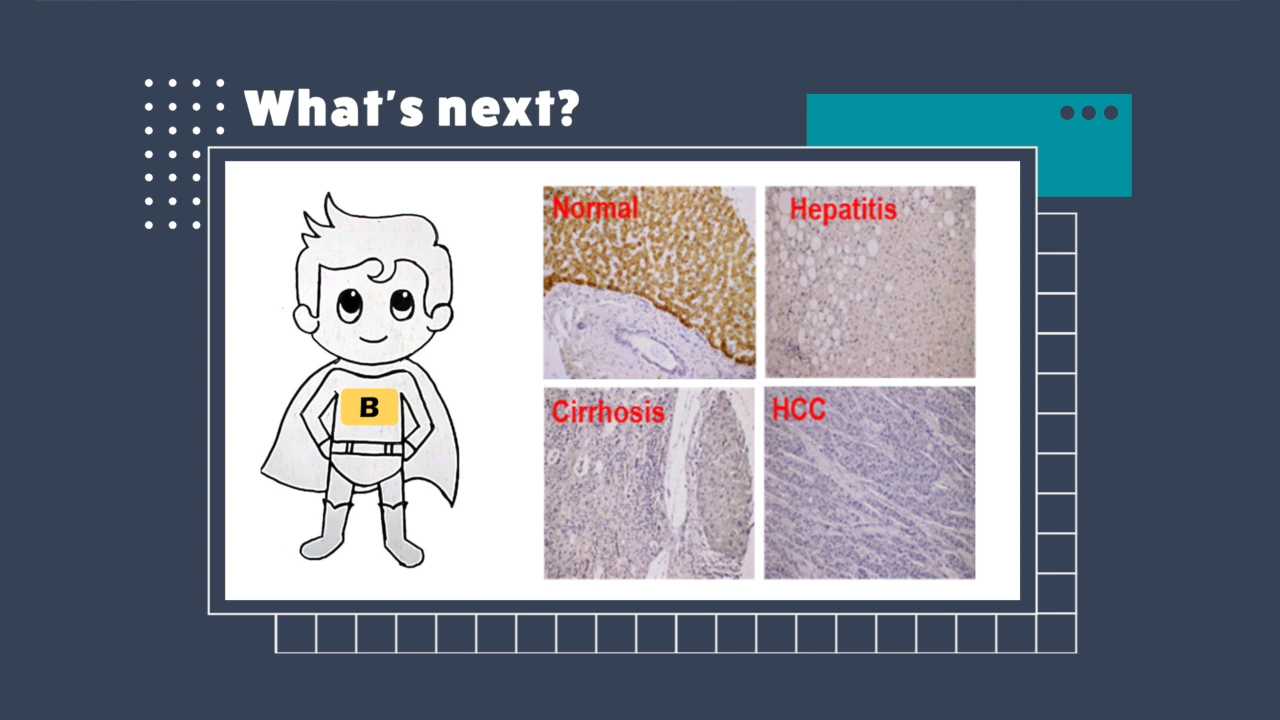 What's next?
B
Normal
Hepatitis
Cirrhosis
HCC